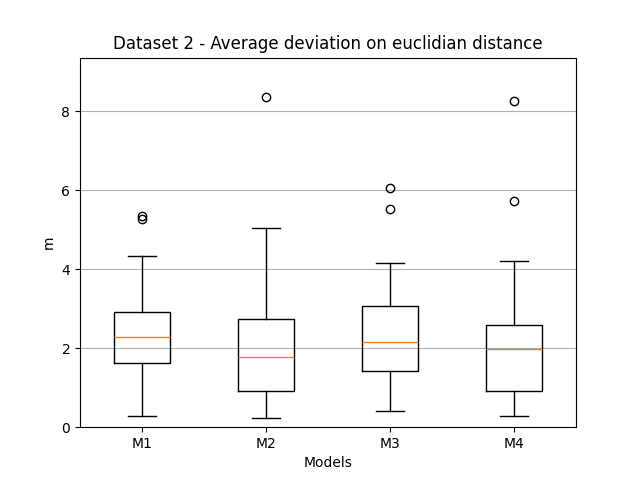 Dataset 2 - Average deviation on euclidian distance
8
6
4
2
0
m
M1 M2 M3 M4
Models